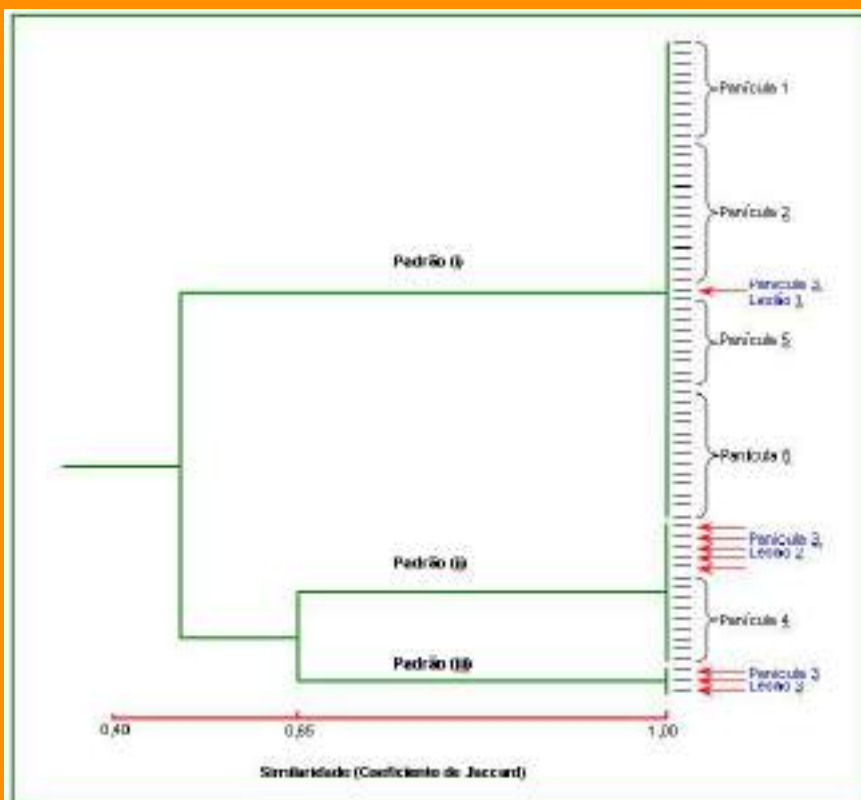 Panícula 1
Panícula 2
Padrão (i)
Panícula 3,
Lesão 1
Panícula 5
Panícula 6
Panícula 3,
Lesão 2
Padrão (ii)
Panícula 4
Padrão (iii)
Panícula 3
Lesão 3
0,40
0,65
1,00
Similaridade (Coeficiente de Jaccard)